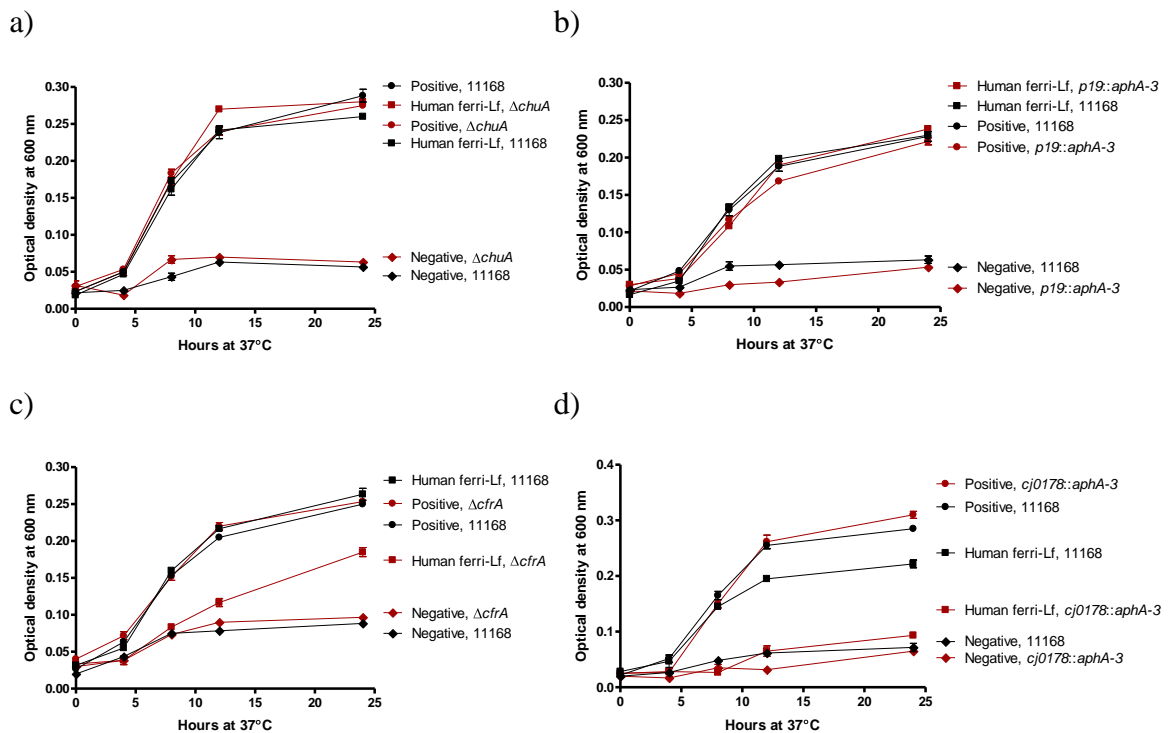 a)
Optical density at 600 nm
0.30
0.25
0.20
0.15
0.10
0.05
0.00
0 5 10 15 20 25
Hours at 37°C
Positive, 11168
Human ferri-Lf, ΔchuA
Positive, ΔchuA
Human ferri-Lf, 11168
Negative, ΔchuA
Negative, 11168
b)
Optical density at 600 nm
0.30
0.20
0.10
0.00
0 5 10 15 20 25
Hours at 37°C
Human ferri-Lf, p19::aphA-3
Human ferri-Lf, 11168
Positive, 11168
Positive, p19::aphA-3
Negative, 11168
Negative, p19::aphA-3
c)
Optical density at 600 nm
0.30
0.25
0.20
0.15
0.10
0.05
0.00
0 5 10 15 20 25
Hours at 37°C
Human ferri-Lf, 11168
Positive, ΔcfrA
Positive, 11168
Human ferri-Lf, ΔcfrA
Negative, ΔcfrA
Negative, 11168
d)
Optical density at 600 nm
0.4
0.3
0.2
0.1
0.0
0 5 10 15 20 25
Hours at 37°C
Positive, cj0178::aphA-3
Positive, 11168
Human ferri-Lf, 11168
Human ferri-Lf, cj0178::aphA-3
Negative, 11168
Negative, cj0178::aphA-3